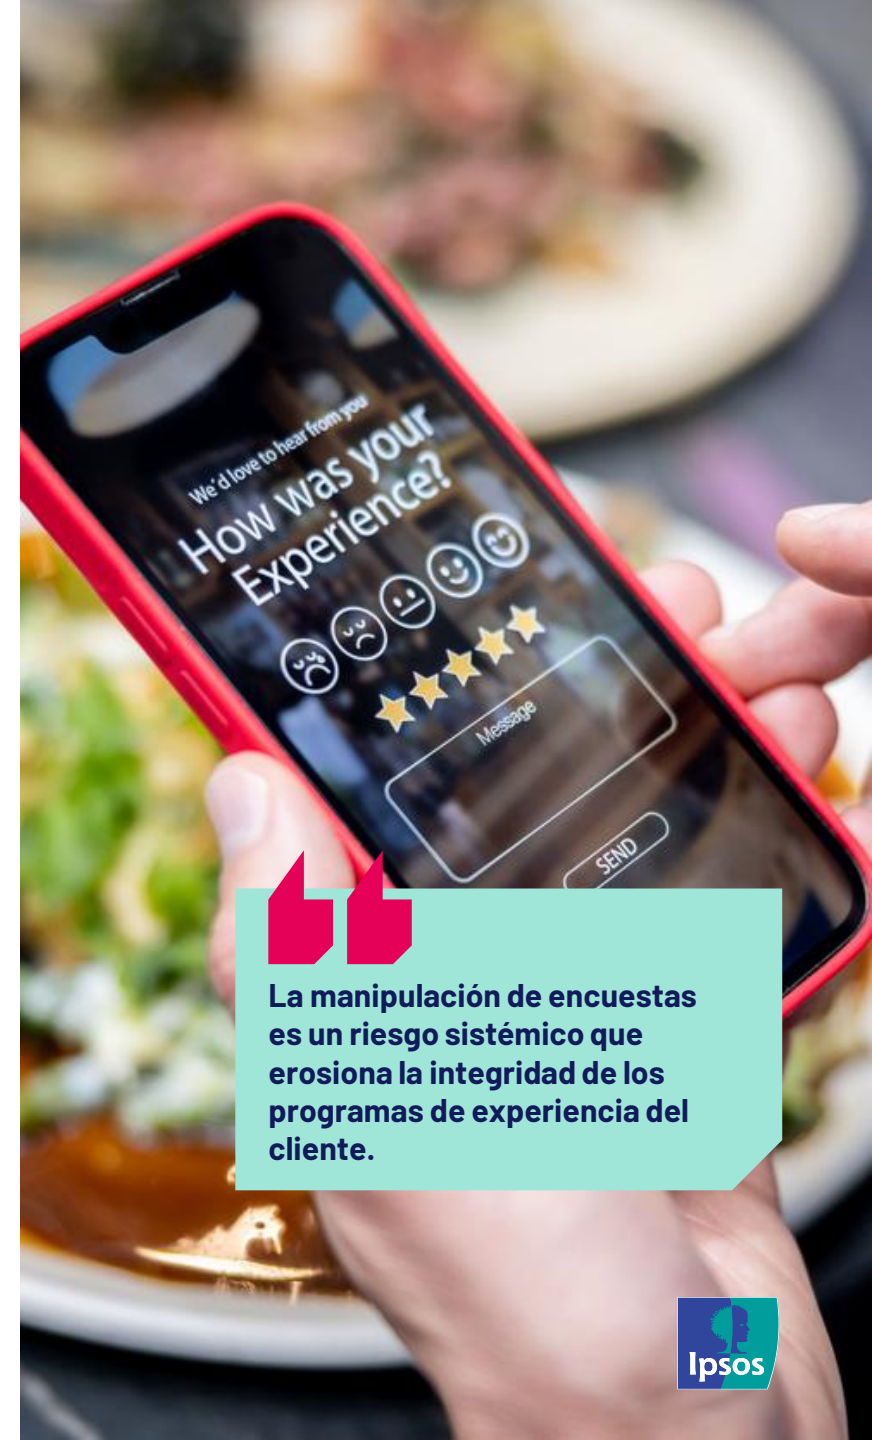 We'd love to hear from you
How was your
Experience?
Message
SEND
La manipulación de encuestas
es un riesgo sistémico que
erosiona la integridad de los
programas de experiencia del
cliente.
Ipsos